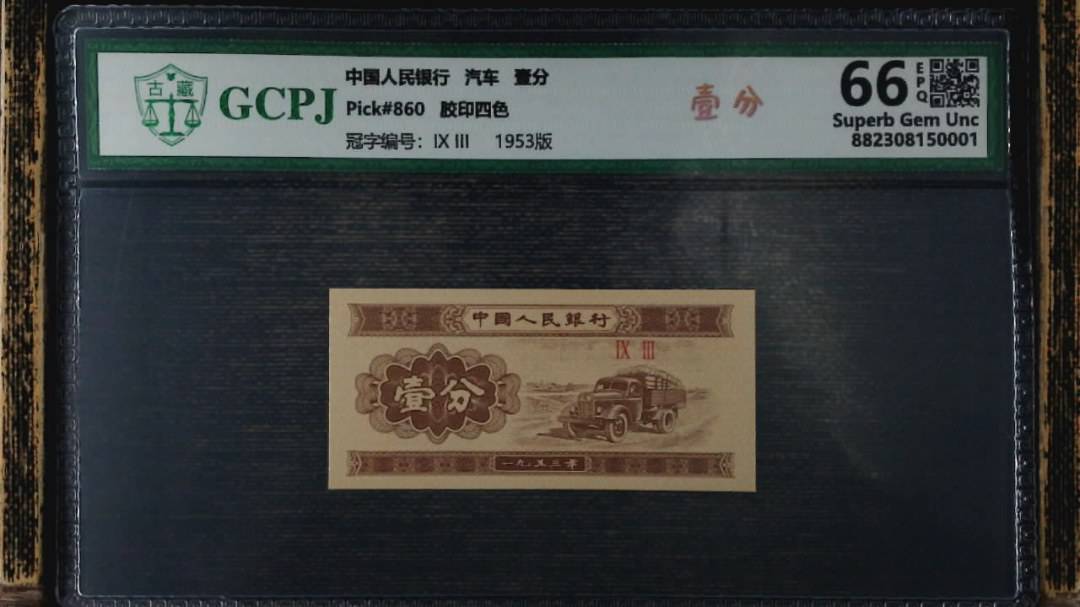 古藏
GCPJ
中国人民银行 汽车 壹分
Pick#860 胶印四色
冠字编号：IX III 1953版
壹分
66 EPQ
Superb Gem Unc
882308150001
中國人民銀行
IX III
壹分
一九五三年